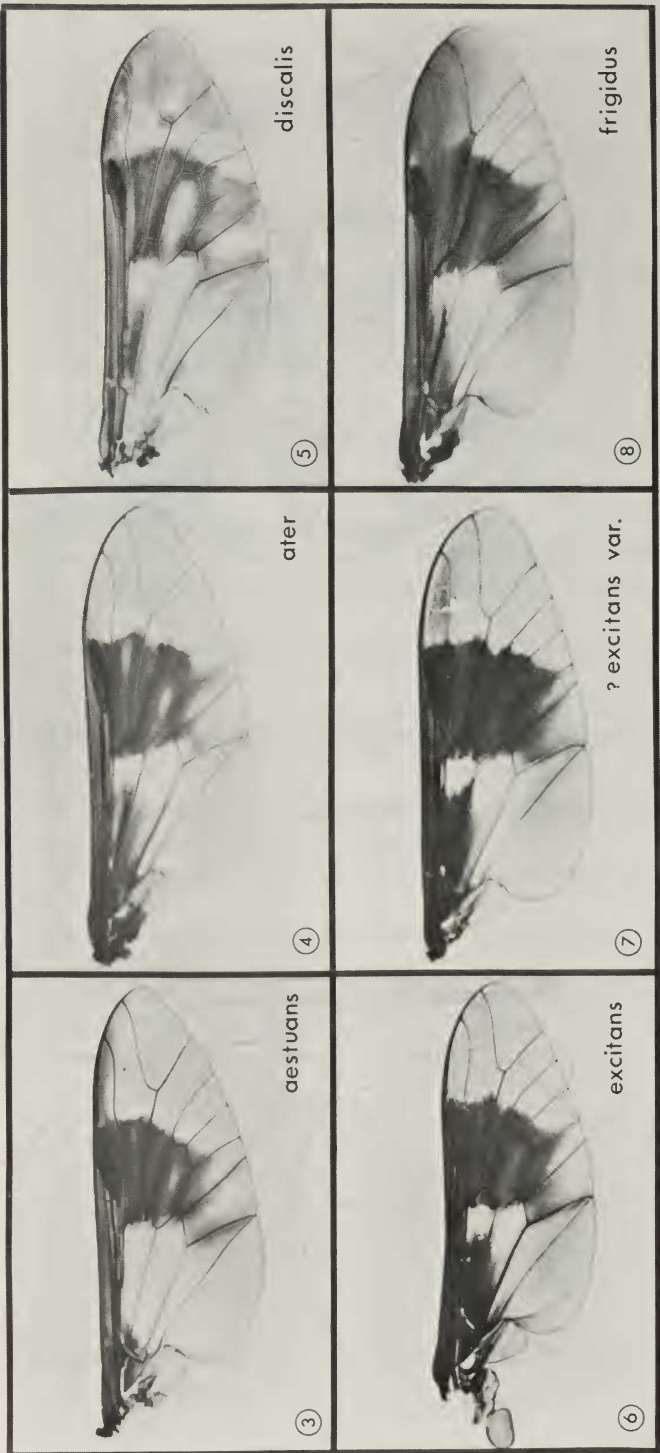 ③ aestuans
④ ater
⑤ discalis
⑥ excitans
⑦ ? excitans var.
⑧ frigidus